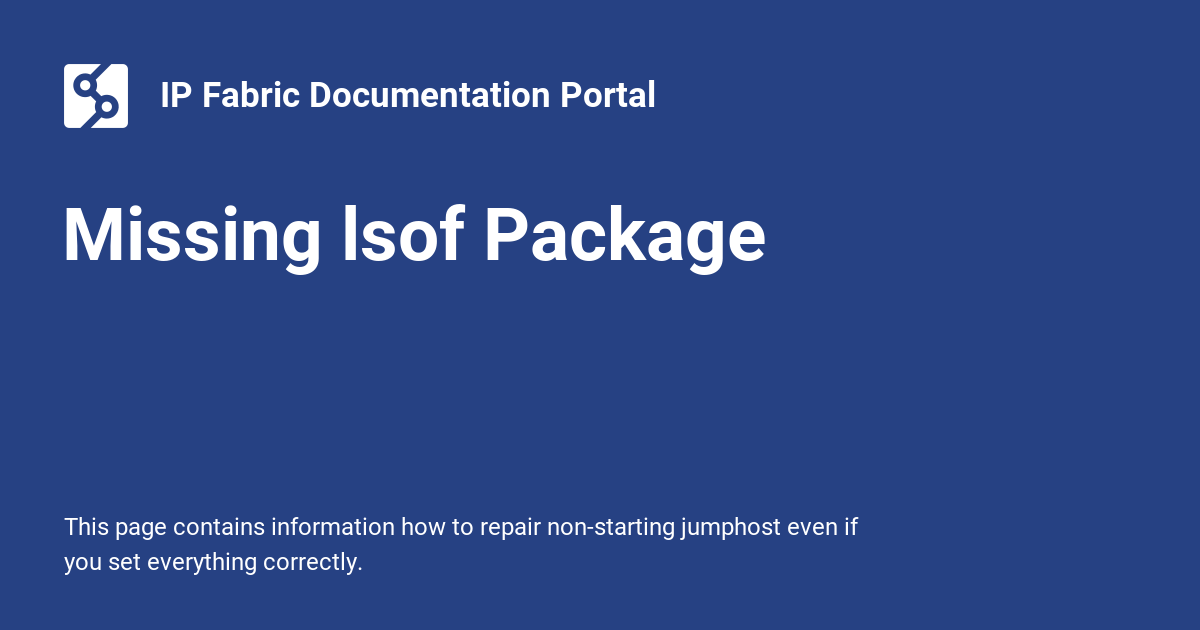 IP Fabric Documentation Portal
Missing lsof Package
This page contains information how to repair non-starting jumphost even if
you set everything correctly.